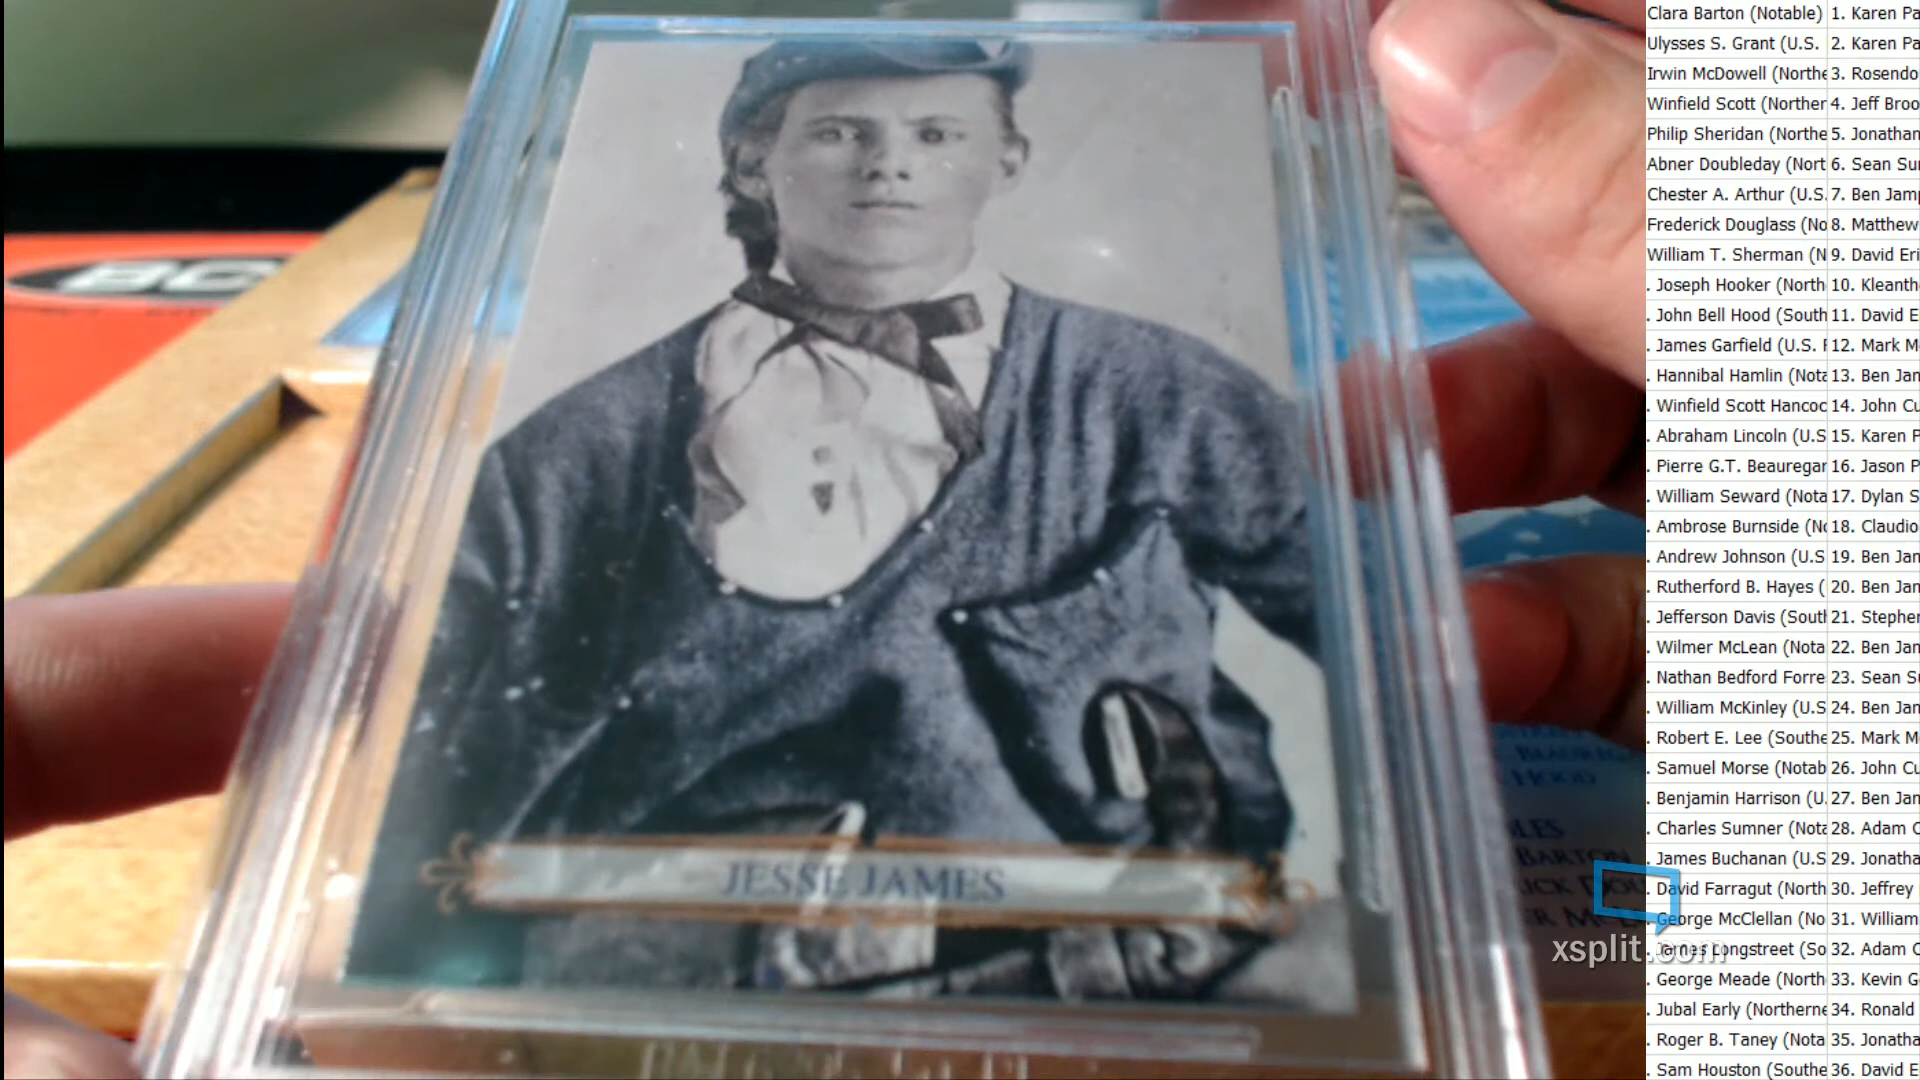 Clara Barton (Notable) 1. Karen Pa
Ulysses S. Grant (U.S. 2. Karen Pa
Irwin McDowell (Northe 3. Rosendo
Winfield Scott (Norther 4. Jeff Broo
Philip Sheridan (Northe 5. Jonathan
Abner Doubleday (Nort 6. Sean Su
Chester A. Arthur (U.S. 7. Ben Jam
Frederick Douglass (No 8. Matthew
William T. Sherman (N 9. David Eri
. Joseph Hooker (North 10. Kleanth
. John Bell Hood (South 11. David E
. James Garfield (U.S. 12. Mark M
. Hannibal Hamlin (Nota 13. Ben Jan
. Winfield Scott Hancoc 14. John Cu
. Abraham Lincoln (U.S 15. Karen P
. Pierre G.T. Beauregar 16. Jason P
. William Seward (Nota 17. Dylan S
. Ambrose Burnside (No 18. Claudio
. Andrew Johnson (U.S 19. Ben Jan
. Rutherford B. Hayes ( 20. Ben Jan
. Jefferson Davis (South 21. Stephen
. Wilmer McLean (Nota 22. Ben Jan
. Nathan Bedford Forre 23. Sean Su
. William McKinley (U.S 24. Ben Jan
. Robert E. Lee (Southe 25. Mark M
. Samuel Morse (Notab 26. John Cu
. Benjamin Harrison (U. 27. Ben Jan
. Charles Sumner (Nota 28. Adam C
. James Buchanan (U.S 29. Jonatha
. David Farragut (North 30. Jeffrey
. George McClellan (No 31. William
. James Longstreet (So 32. Adam C
. George Meade (North 33. Kevin G
. Jubal Early (Northerne 34. Ronald
. Roger B. Taney (Nota 35. Jonatha
. Sam Houston (Southe 36. David E
JESSE JAMES
HOOD
BARTON
xsplit.com